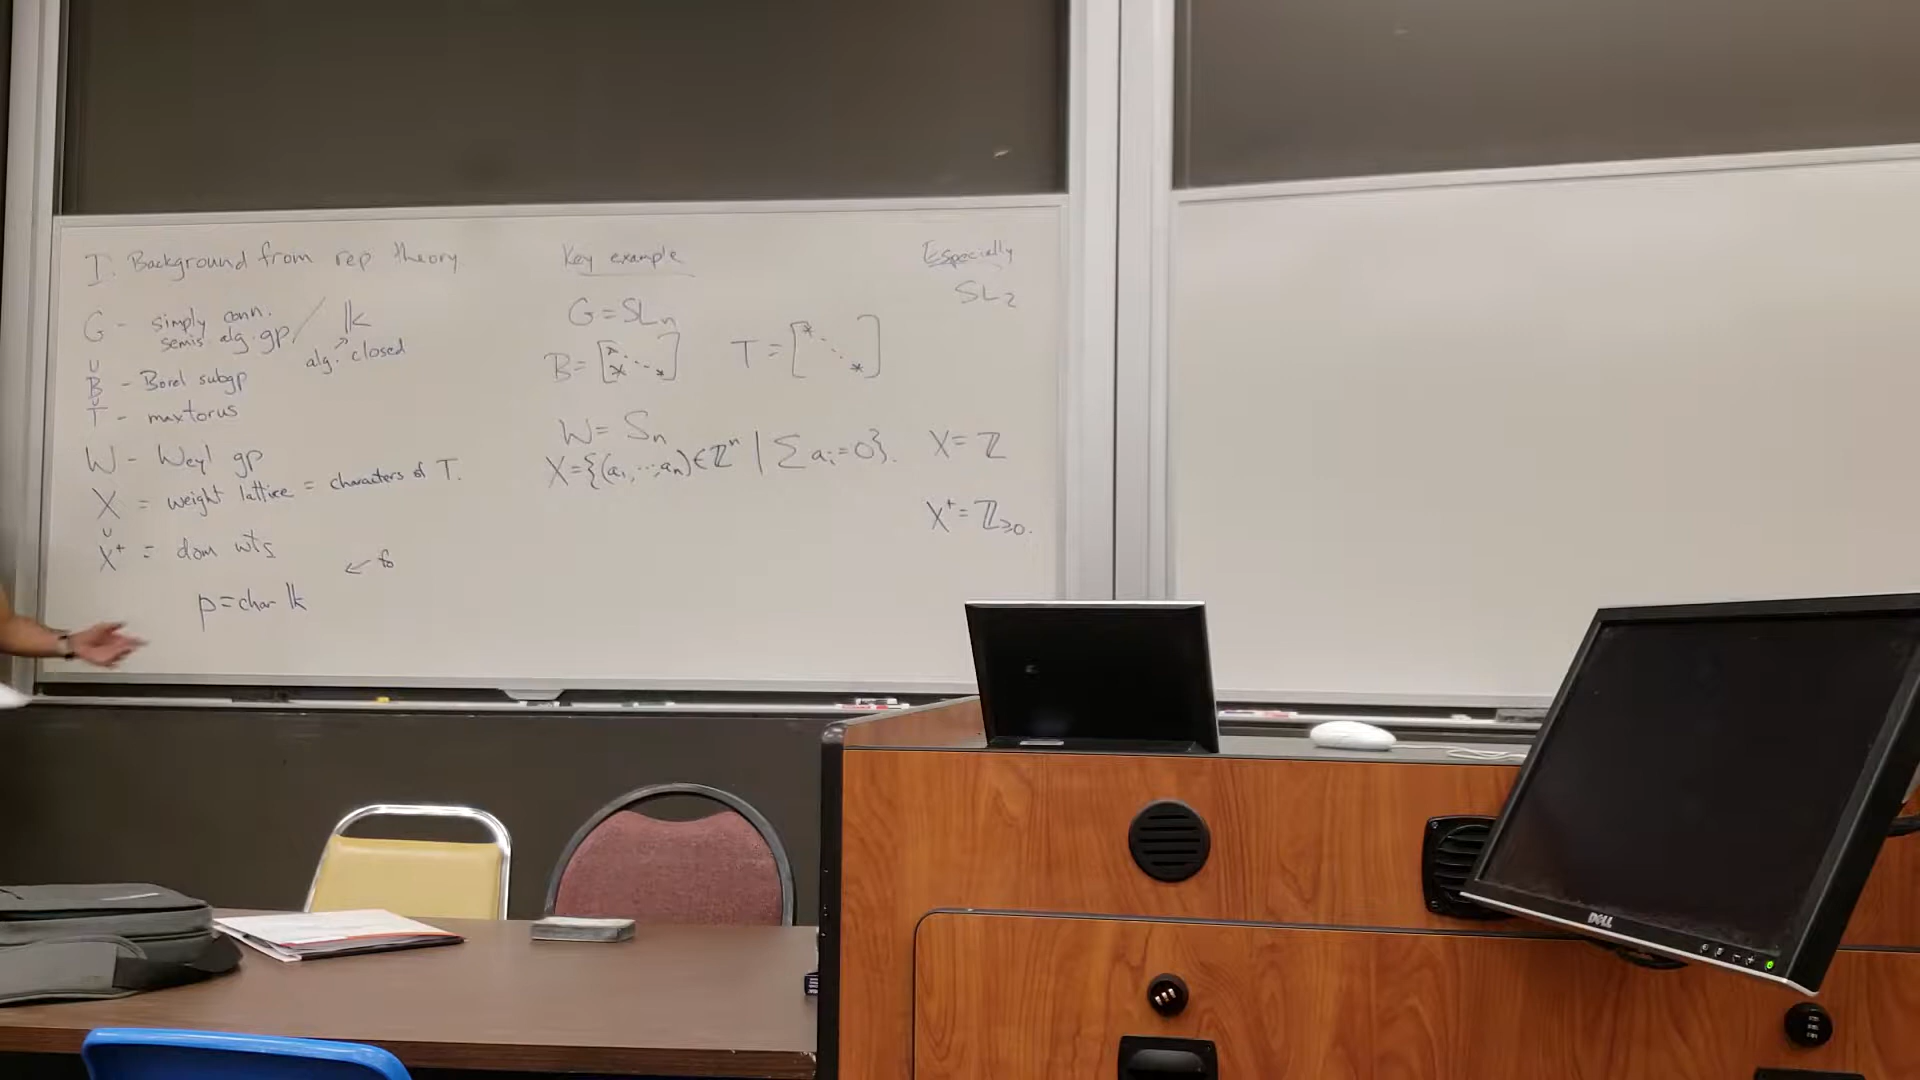 I. Background from rep theory
G - simply conn.
semis alg. gp / 𝕜
alg. closed
∪
B - Borel subgp
∪
T - max torus
W - Weyl gp
X = weight lattice = characters of T.
∪
X⁺ = dom wts
p = char 𝕜
Key example
G = SLₙ
B = [* ⋱ * *]
T = [* ⋱ *]
W = Sₙ
X = {(a₁, ..., aₙ) ∈ ℤⁿ | ∑ aᵢ = 0}.
Especially
SL₂
X = ℤ
X⁺ = ℤ≥0.
DELL